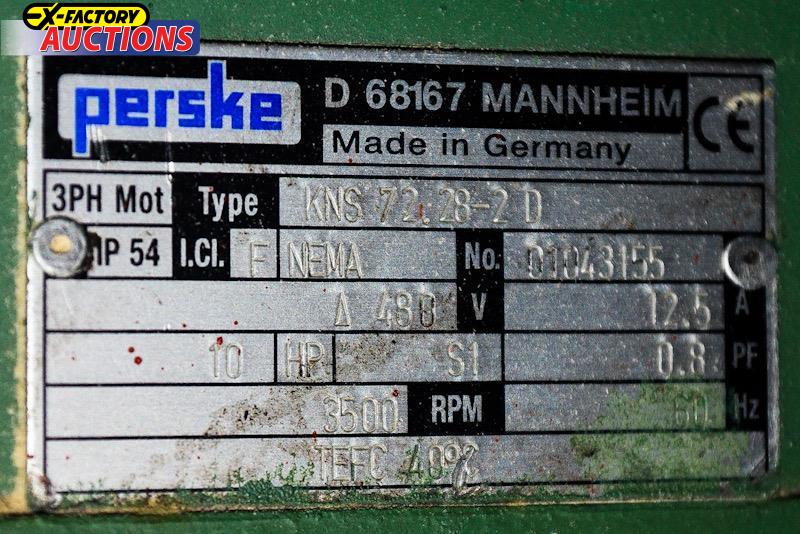 EX-FACTORY
AUCTIONS
perske
D 68167 MANNHEIM
Made in Germany
CE
3PH Mot Type KNS 72.28-2 D
IP 54 I.Cl. F NEMA No. 01043155
Δ 480 V 12.5 A
10 HP S1 0.8 PF
3500 RPM 60 Hz
TEFC 40°C